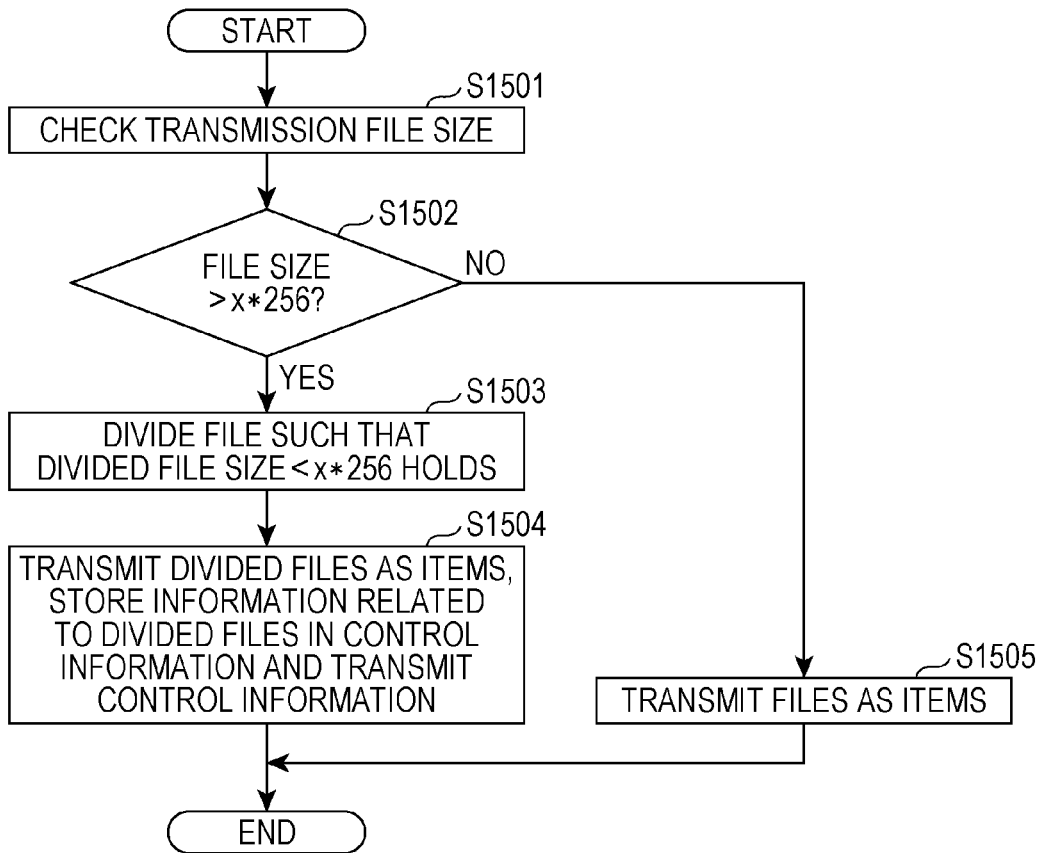 START
S1501
CHECK TRANSMISSION FILE SIZE
S1502
FILE SIZE
>x*256?
NO
YES
S1503
DIVIDE FILE SUCH THAT
DIVIDED FILE SIZE<x*256 HOLDS
S1504
TRANSMIT DIVIDED FILES AS ITEMS,
STORE INFORMATION RELATED
TO DIVIDED FILES IN CONTROL
INFORMATION AND TRANSMIT
CONTROL INFORMATION
S1505
TRANSMIT FILES AS ITEMS
END